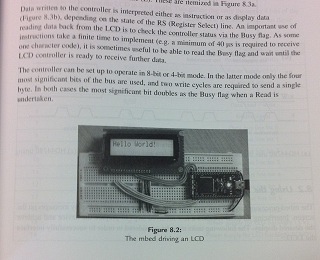 These are itemized in Figure 8.3a.
Data written to the controller is interpreted either as instruction or as display data
(Figure 8.3b), depending on the state of the RS (Register Select) line. An important use of
reading data back from the LCD is to check the controller status via the Busy flag. As some
instructions take a finite time to implement (e.g. a minimum of 40 µs is required to receive
one character code), it is sometimes useful to be able to read the Busy flag and wait until the
LCD controller is ready to receive further data.
The controller can be set up to operate in 8-bit or 4-bit mode. In the latter mode only the four
most significant bits of the bus are used, and two write cycles are required to send a single
byte. In both cases the most significant bit doubles as the Busy flag when a Read is
undertaken.
Hello World!
Figure 8.2:
The mbed driving an LCD